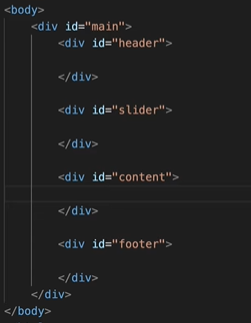 <body>
    <div id="main">
        <div id="header">

        </div>

        <div id="slider">

        </div>

        <div id="content">

        </div>

        <div id="footer">

        </div>
    </div>
</body>